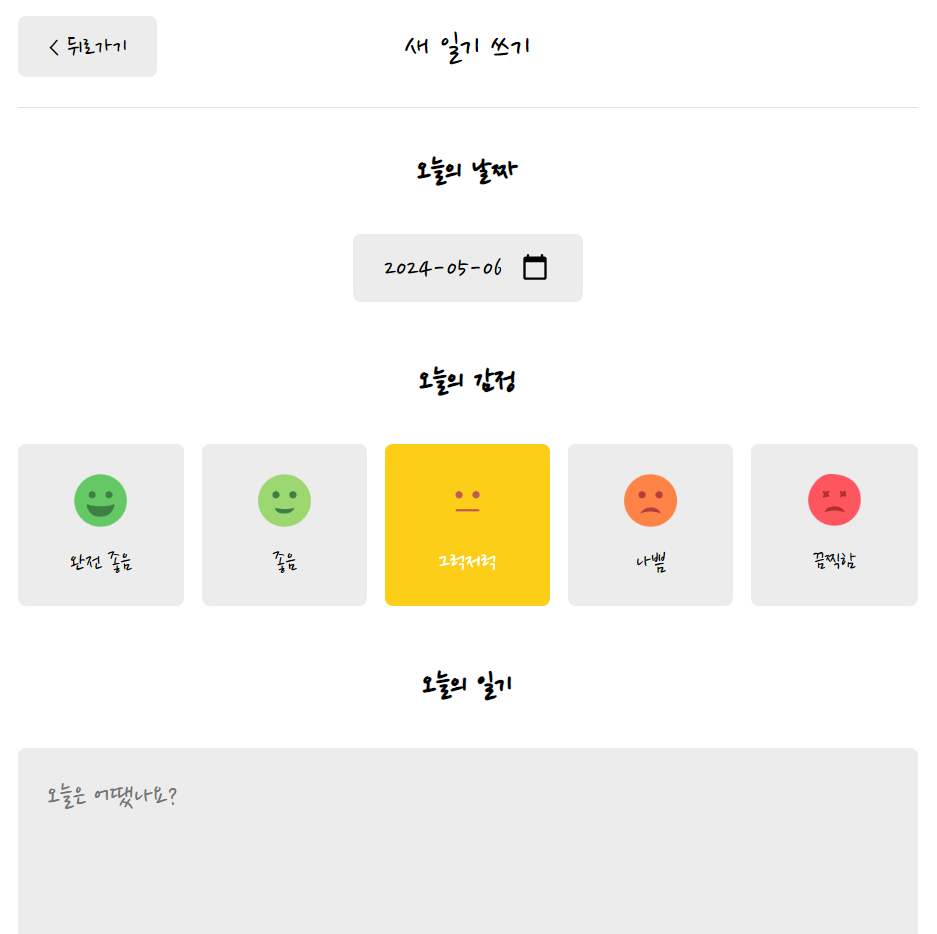 < 뒤로가기
새 일기 쓰기
오늘의 날짜
2024-05-06
오늘의 감정
완전 좋음
좋음
그럭저럭
나쁨
끔찍함
오늘의 일기
오늘은 어땠나요?